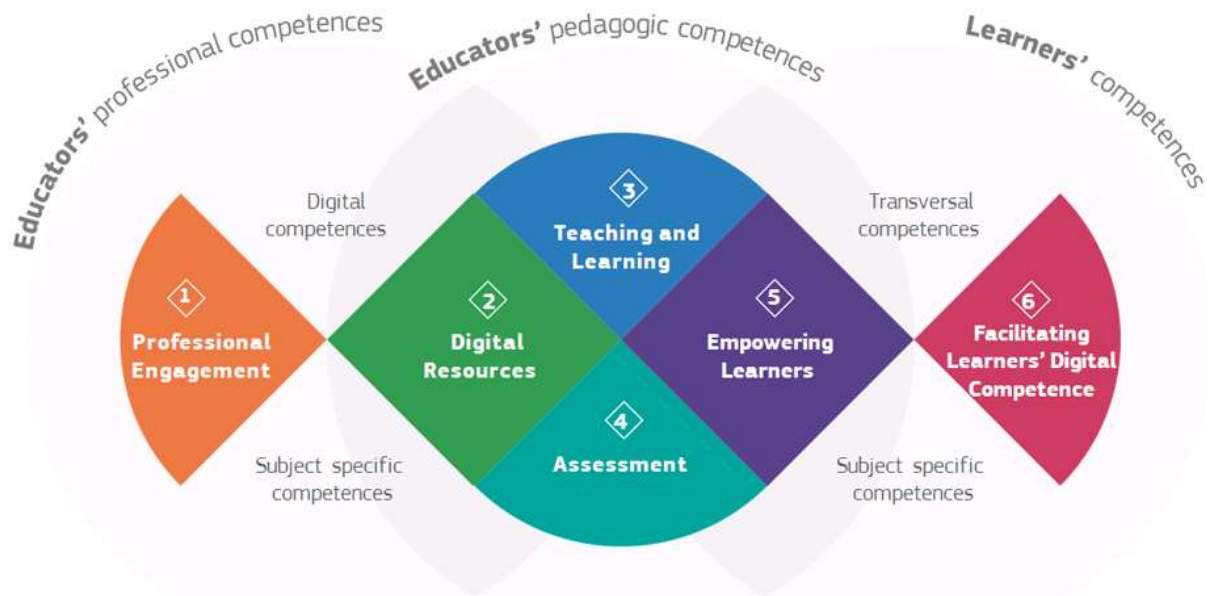 Educators' professional competences
Educators' pedagogic competences
Learners' competences
Digital
competences
Transversal
competences
1
Professional
Engagement
2
Digital
Resources
3
Teaching and
Learning
4
Assessment
5
Empowering
Learners
6
Facilitating
Learners' Digital
Competence
Subject specific
competences
Subject specific
competences